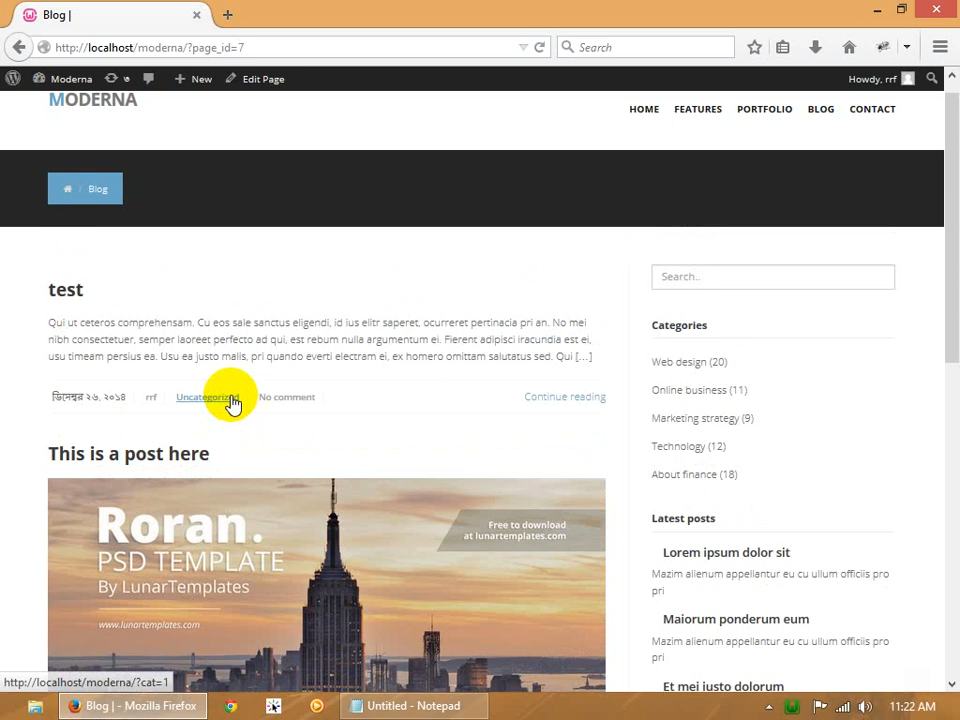 Blog |
http://localhost/moderna/?page_id=7
Search
Moderna
New
Edit Page
Howdy, rrf
MODERNA
HOME FEATURES PORTFOLIO BLOG CONTACT
/ Blog
test
Qui ut ceteros comprehensam. Cu eos sale sanctus eligendi, id ius elitr saperet, ocurreret pertinacia pri an. No mei
nibh consectetuer, semper laoreet perfecto ad qui, est rebum nulla argumentum ei. Fierent adipisci iracundia est,
usu timeam persius ea. Usu ea justo malis, pri quando everti electram ei, ex homero omittam salutatus sed. Qui […]
ডিসেম্বর ২৬, ২০১৪ rrf Uncategorized No comment Continue reading
This is a post here
Roran.
PSD TEMPLATE
By LunarTemplates
www.lunartemplates.com
Free to download
at lunartemplates.com
Search..
Categories
Web design (20)
Online business (11)
Marketing strategy (9)
Technology (12)
About finance (18)
Latest posts
Lorem ipsum dolor sit
Mazim alienum appellantur eu cu ullum officiis pro
pri
Maiorum ponderum eum
Mazim alienum appellantur eu cu ullum officiis pro
pri
Et mei iusto dolorum
http://localhost/moderna/?cat=1
Blog | - Mozilla Firefox
Untitled - Notepad
11:22 AM